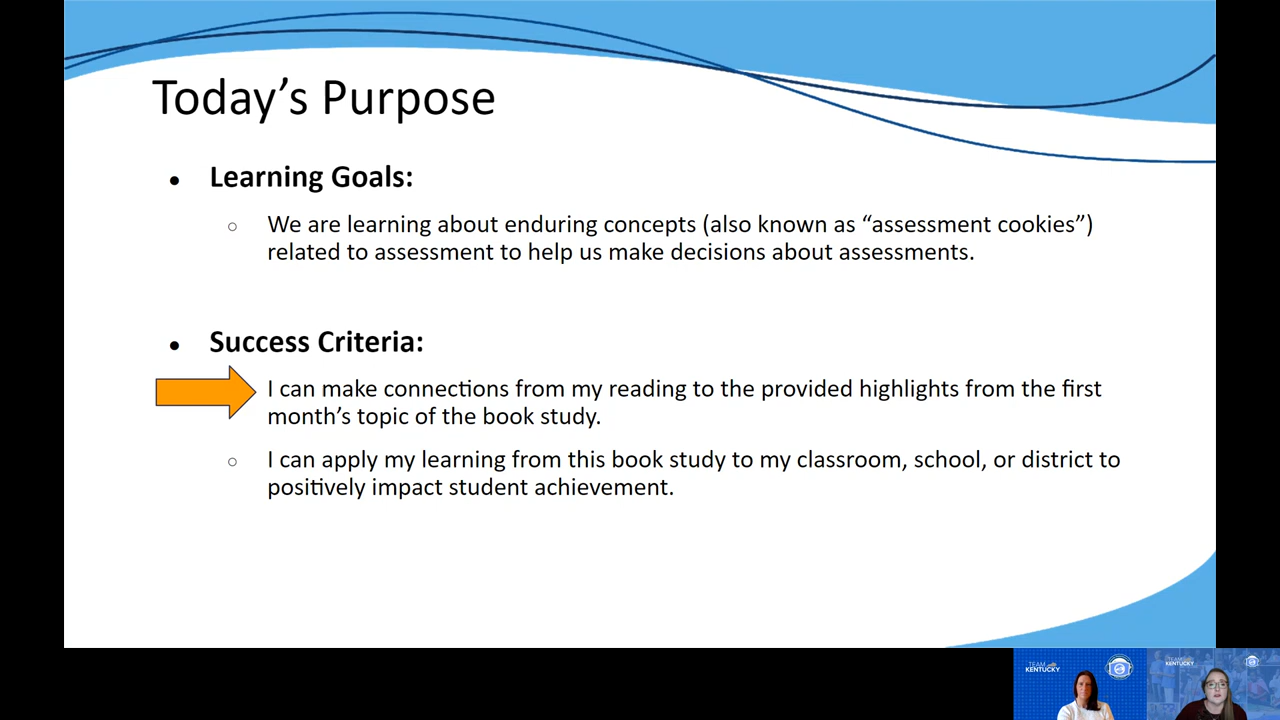 Today’s Purpose
● Learning Goals:
○ We are learning about enduring concepts (also known as “assessment cookies”)
related to assessment to help us make decisions about assessments.
● Success Criteria:
I can make connections from my reading to the provided highlights from the first
month’s topic of the book study.
○ I can apply my learning from this book study to my classroom, school, or district to
positively impact student achievement.
TEAM
KENTUCKY
TEAM
KENTUCKY